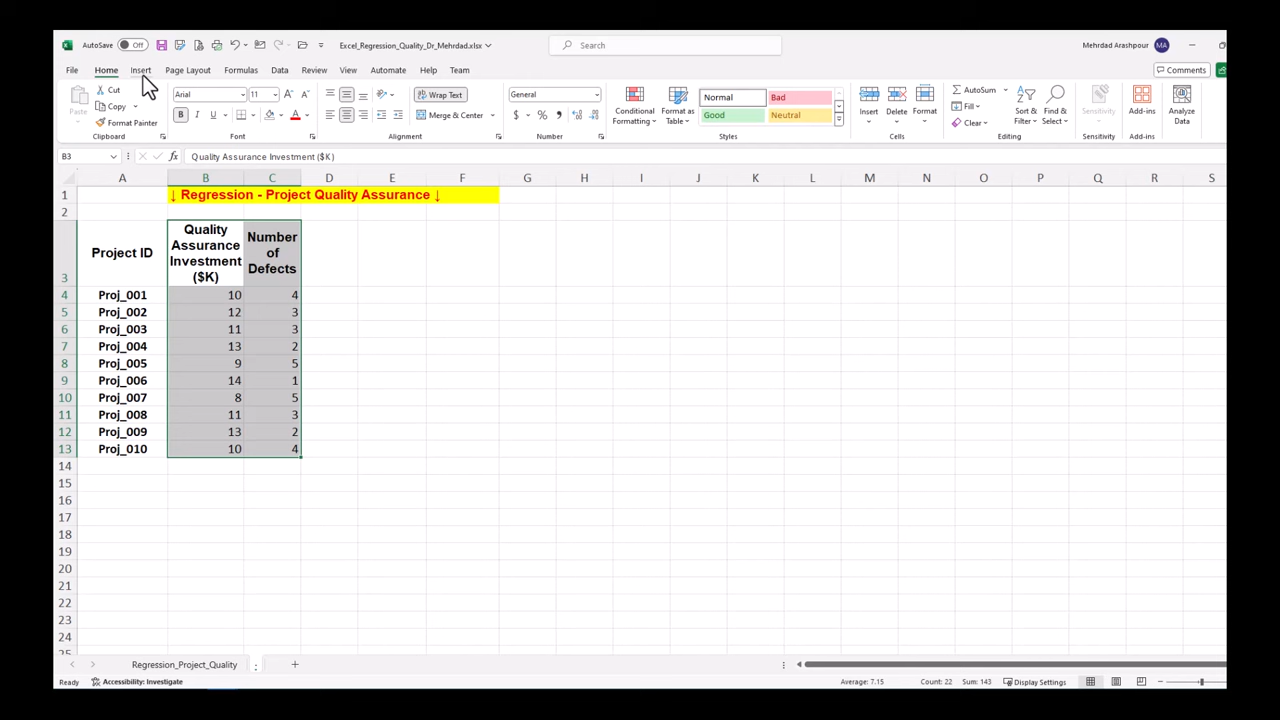 AutoSave Off Excel_Regression_Quality_Dr_Mehrdad.xlsx Search Mehrdad Arashpour MA
File Home Insert Page Layout Formulas Data Review View Automate Help Team Comments
Cut
Copy
Format Painter
Paste
Clipboard
Arial 11
B I U
Font
Wrap Text
Merge & Center
Alignment
General
$ % ,
Number
Conditional Formatting
Format as Table
Normal Bad
Good Neutral
Styles
Insert Delete Format
Cells
AutoSum
Fill
Clear
Sort & Filter
Find & Select
Editing
Sensitivity
Sensitivity
Add-ins
Add-ins
Analyze Data
B3 fx Quality Assurance Investment ($K)
A B C D E F G H I J K L M N O P Q R S
1 ↓ Regression - Project Quality Assurance ↓
2
3 Project ID Quality Assurance Investment ($K) Number of Defects
4 Proj_001 10 4
5 Proj_002 12 3
6 Proj_003 11 3
7 Proj_004 13 2
8 Proj_005 9 5
9 Proj_006 14 1
10 Proj_007 8 5
11 Proj_008 11 3
12 Proj_009 13 2
13 Proj_010 10 4
14
15
16
17
18
19
20
21
22
23
24
25
Regression_Project_Quality
Ready Accessibility: Investigate Average: 7.15 Count: 22 Sum: 143 Display Settings